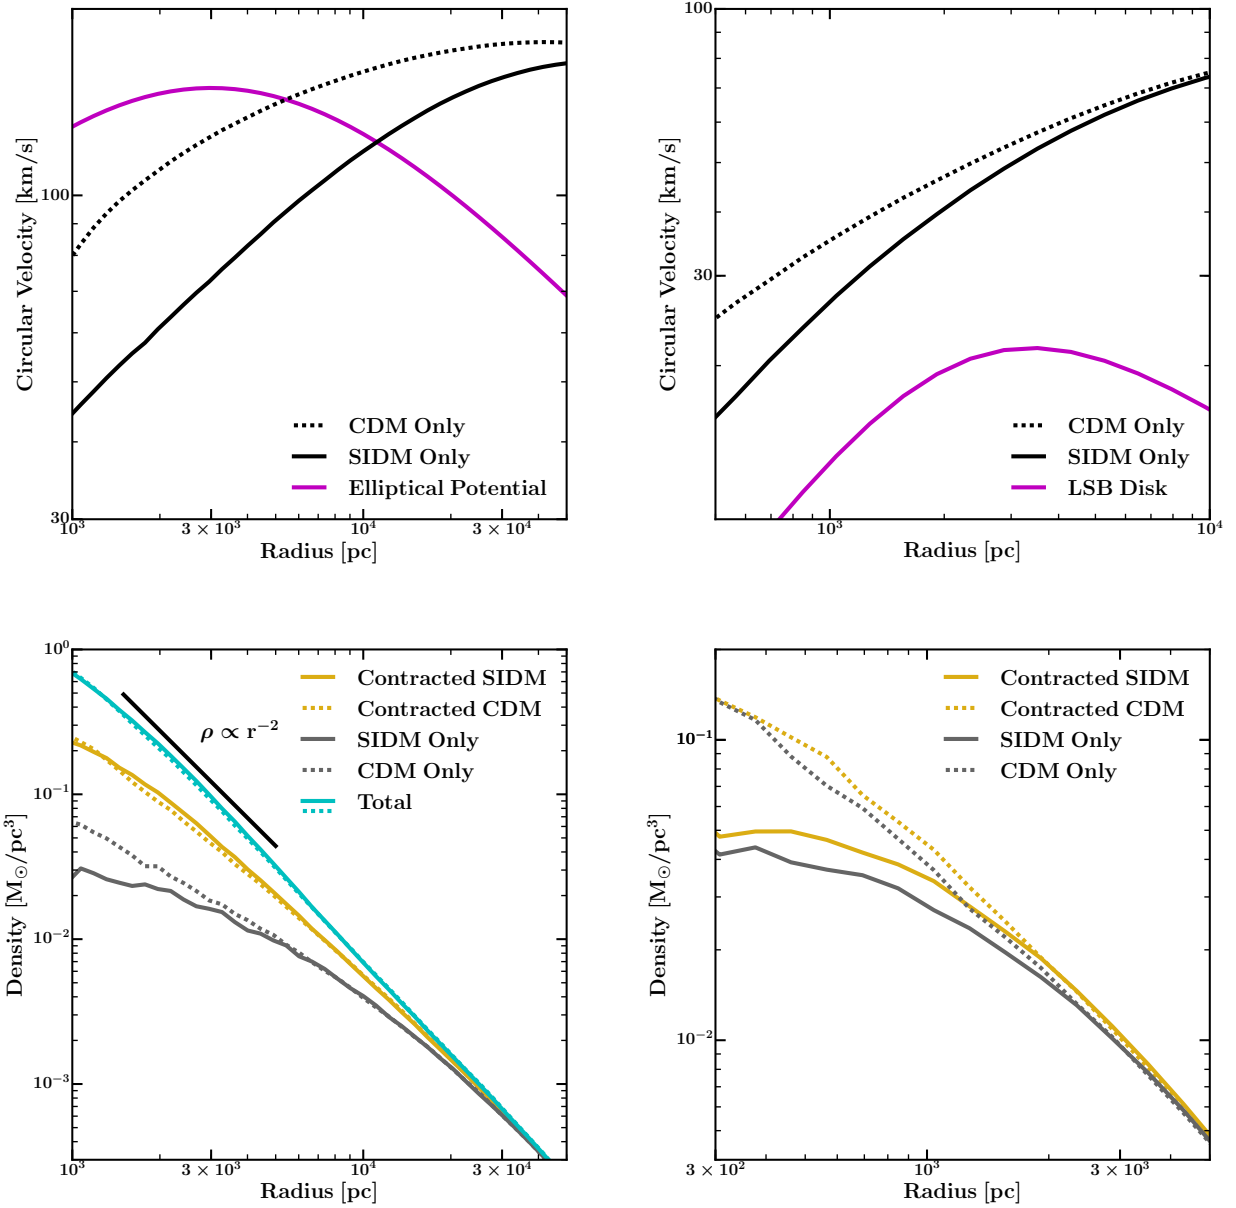 100
30
Circular Velocity [km/s]
CDM Only
SIDM Only
Elliptical Potential
10³
3 × 10³
10⁴
3 × 10⁴
Radius [pc]
100
30
Circular Velocity [km/s]
CDM Only
SIDM Only
LSB Disk
10³
10⁴
Radius [pc]
10⁰
10⁻¹
10⁻²
10⁻³
Density [M⊙/pc³]
Contracted SIDM
Contracted CDM
SIDM Only
CDM Only
Total
ρ ∝ r⁻²
10³
3 × 10³
10⁴
3 × 10⁴
Radius [pc]
10⁻¹
10⁻²
Density [M⊙/pc³]
Contracted SIDM
Contracted CDM
SIDM Only
CDM Only
3 × 10²
10³
3 × 10³
Radius [pc]